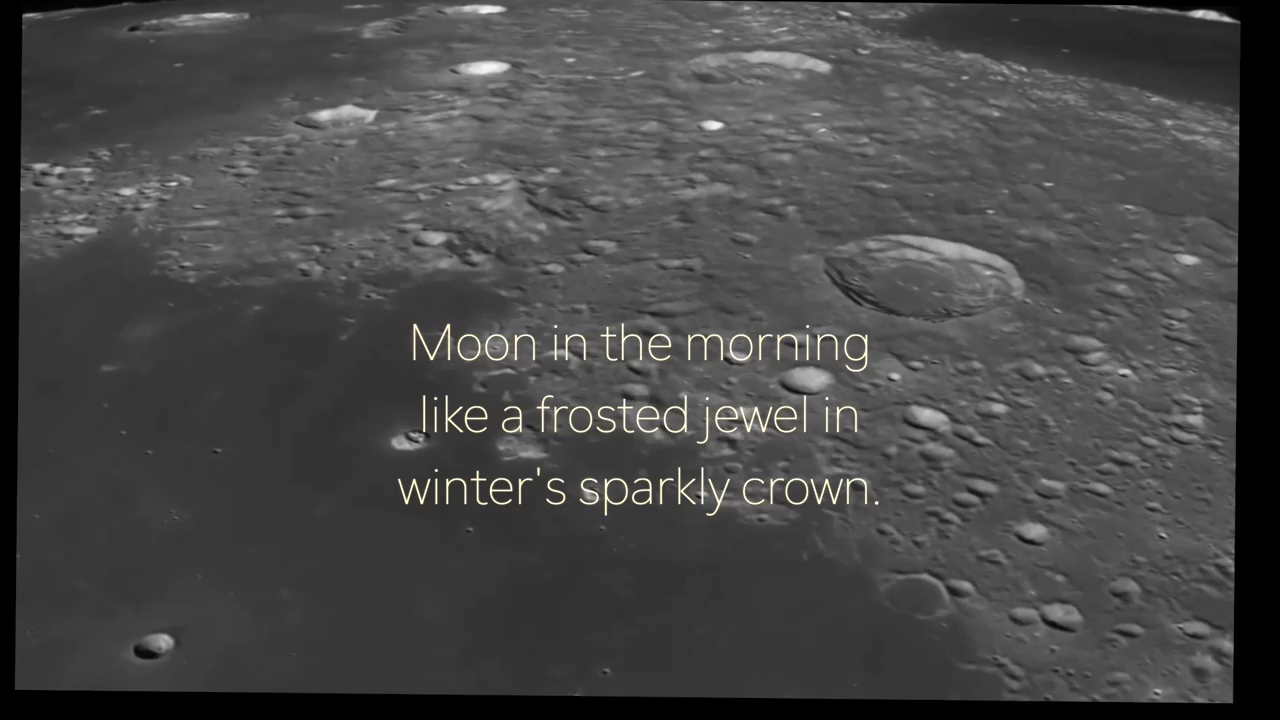 Moon in the morning
like a frosted jewel in
winter's sparkly crown.